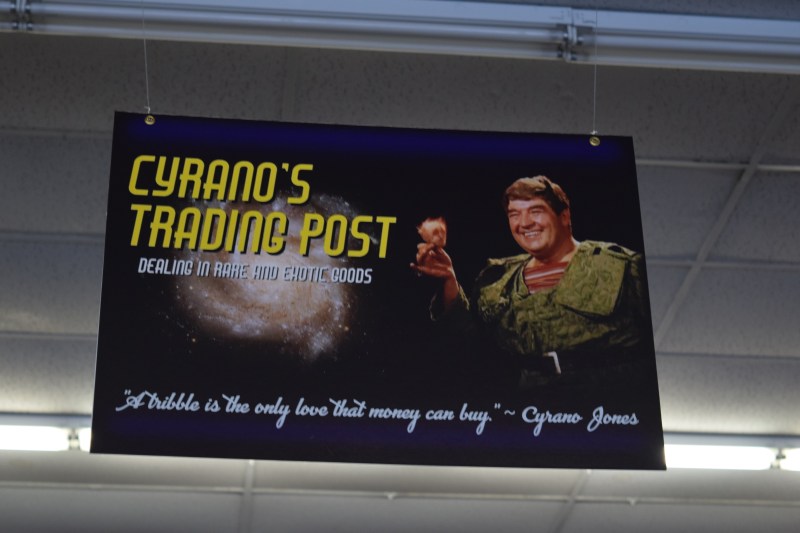 CYRANO'S
TRADING POST
DEALING IN RARE AND EXOTIC GOODS
"A tribble is the only love that money can buy." ~ Cyrano Jones